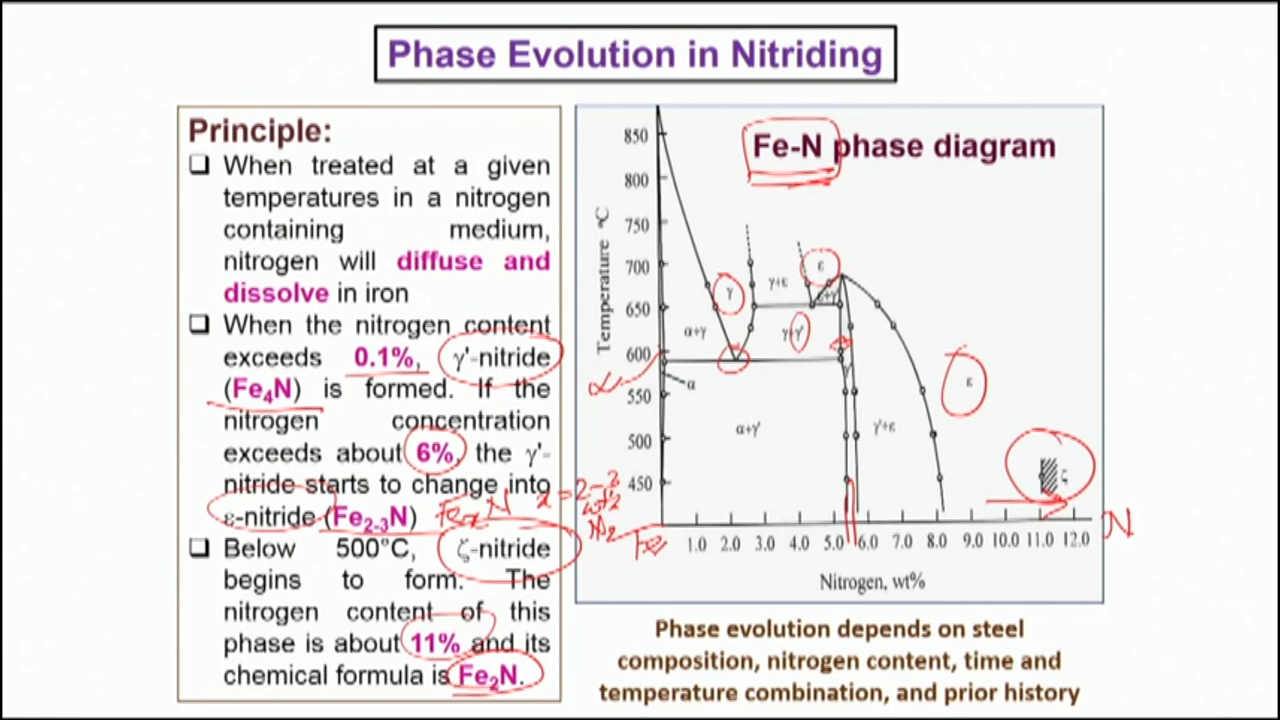 Phase Evolution in Nitriding
Principle:
❑ When treated at a given
temperatures in a nitrogen
containing medium,
nitrogen will diffuse and
dissolve in iron
❑ When the nitrogen content
exceeds 0.1%, γ'-nitride
(Fe4N) is formed. If the
nitrogen concentration
exceeds about 6%, the γ'-
nitride starts to change into
ε-nitride (Fe2-3N)
❑ Below 500°C, ζ-nitride
begins to form. The
nitrogen content of this
phase is about 11% and its
chemical formula is Fe2N.
FexN x=2-3
Fe
N
α
Fe-N phase diagram
Temperature °C
850
800
750
700
650
600
550
500
450
γ
γ+ε
ε
ε+γ'
α+γ
γ+γ'
α
γ'
α+γ'
γ'+ε
ε
ζ
1.0 2.0 3.0 4.0 5.0 6.0 7.0 8.0 9.0 10.0 11.0 12.0
Nitrogen, wt%
Phase evolution depends on steel
composition, nitrogen content, time and
temperature combination, and prior history